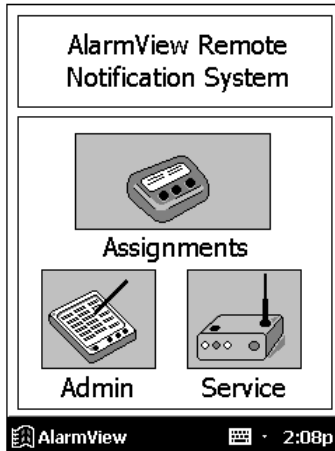 AlarmView Remote
Notification System
Assignments
Admin Service
AlarmView 2:08p